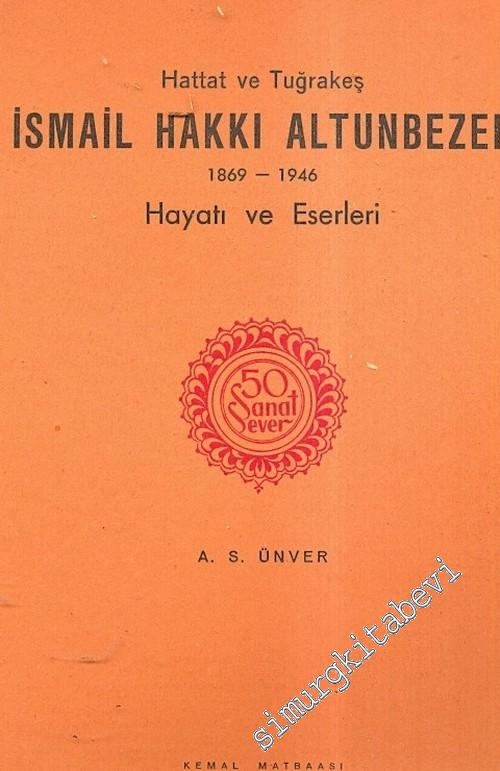 Hattat ve Tuğrakeş
İSMAİL HAKKI ALTUNBEZER
1869 — 1946
Hayatı ve Eserleri
50
Sanat
Sever
A. S. ÜNVER
simurgkitabevi
KEMAL MATBAASI